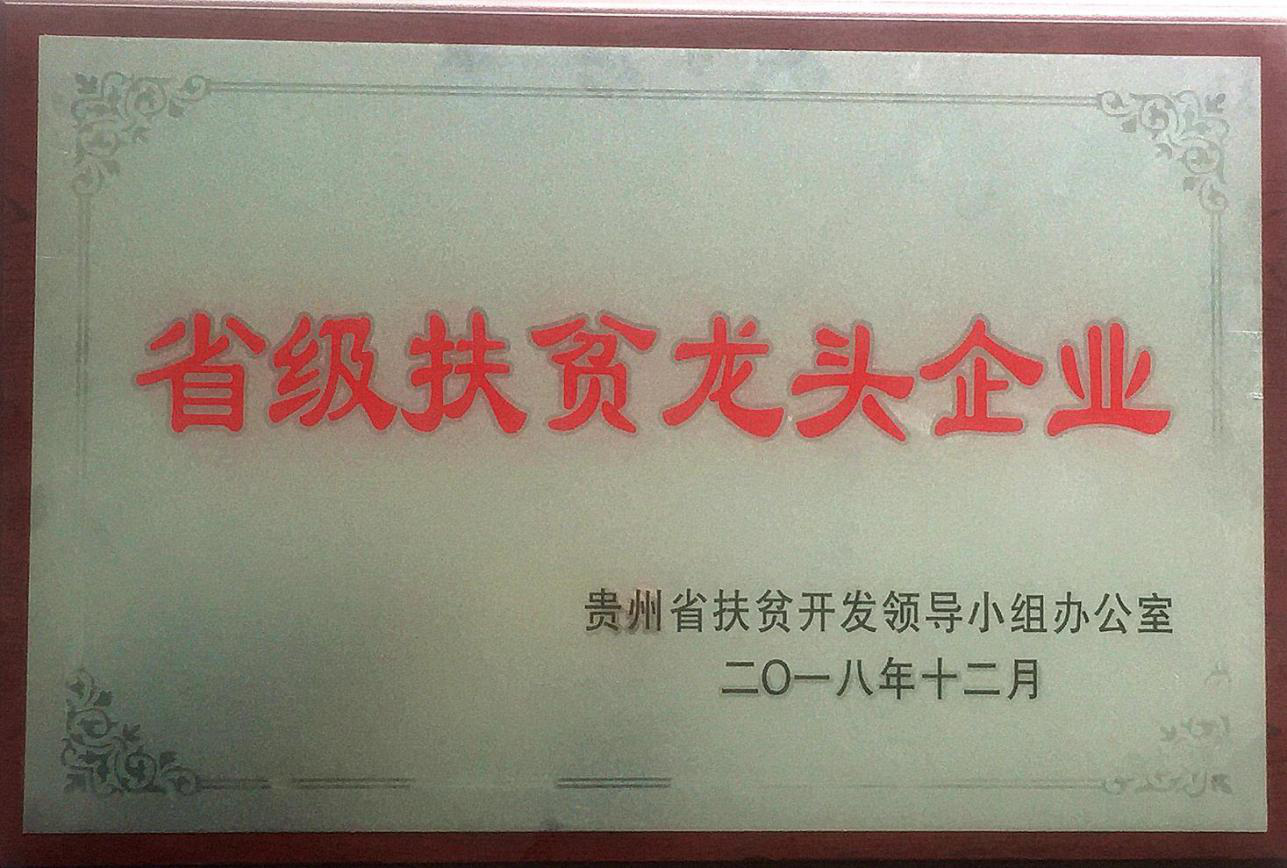 省级扶贫龙头企业
贵州省扶贫开发领导小组办公室
二〇一八年十二月